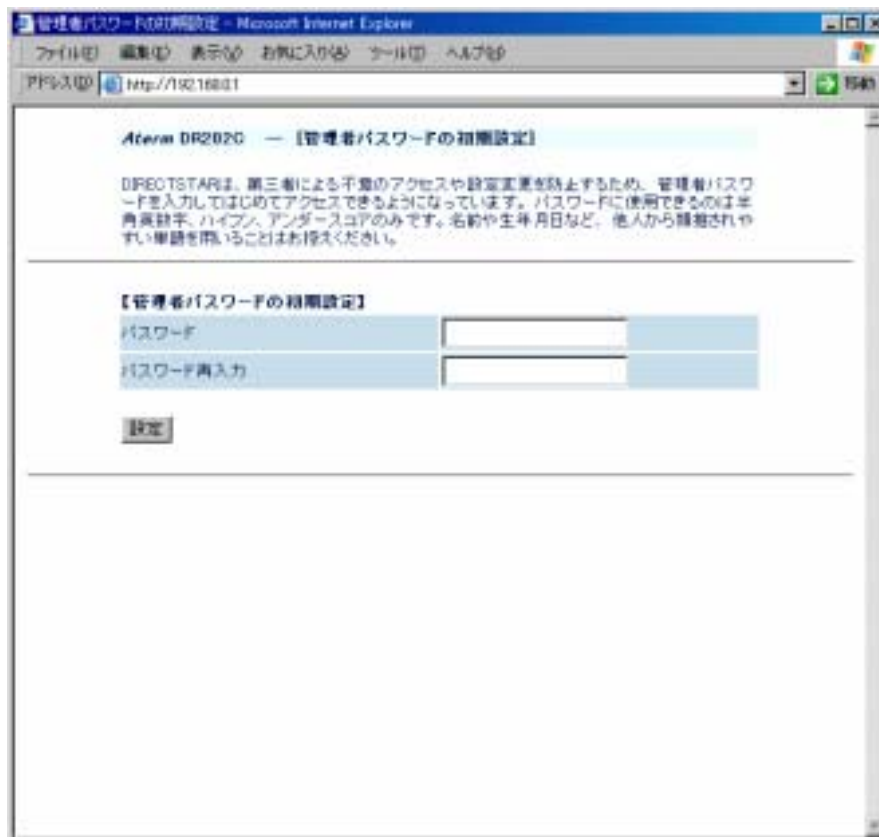 管理者パスワードの初期設定 - Microsoft Internet Explorer
ファイル(F) 編集(E) 表示(V) お気に入り(A) ツール(T) ヘルプ(H)
アドレス(D) http://192.168.0.1 移動
Aterm DR202C ― [管理者パスワードの初期設定]
DIRECTSTARは、第三者による不意のアクセスや設定変更を防止するため、管理者パスワ
ードを入力してはじめてアクセスできるようになっています。パスワードに使用できるのは半
角英数字、ハイフン、アンダースコアのみです。名前や生年月日など、他人から類推されや
すい単語を用いることはお控えください。
【管理者パスワードの初期設定】
パスワード
パスワード再入力
設定